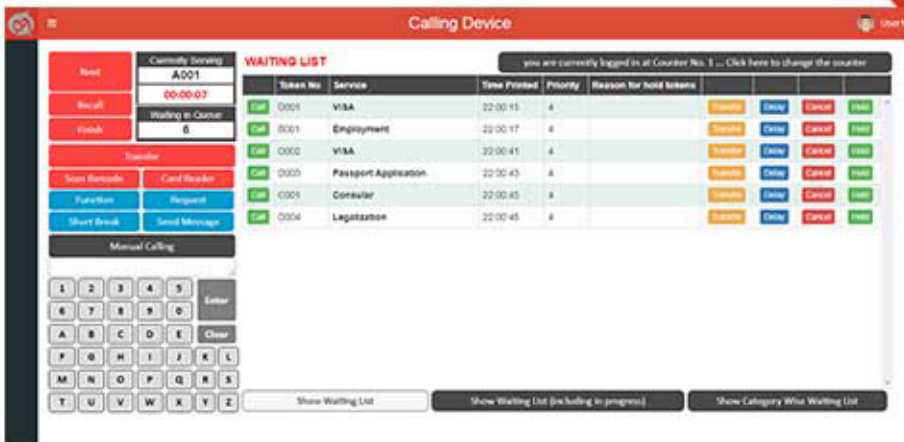 Calling Device
User1
Next
Recall
Finish
Currently Serving
A001
00:00:07
Waiting in Queue
6
Transfer
Scan Barcode Card Reader
Function Request
Short Break Send Message
Manual Calling
1 2 3 4 5 Enter
6 7 8 9 0
A B C D E Clear
F G H I J K L
M N O P Q R S
T U V W X Y Z
WAITING LIST
you are currently logged in at Counter No. 1 ... Click here to change the counter
Token No Service Time Printed Priority Reason for hold tokens
Call D001 VISA 22:00:15 4 Transfer Delay Cancel Hold
Call B001 Employment 22:00:17 4 Transfer Delay Cancel Hold
Call D002 VISA 22:00:41 4 Transfer Delay Cancel Hold
Call D003 Passport Application 22:00:43 4 Transfer Delay Cancel Hold
Call C001 Consular 22:00:45 4 Transfer Delay Cancel Hold
Call D004 Legalization 22:00:45 4 Transfer Delay Cancel Hold
Show Waiting List Show Waiting List (including in progress) Show Category Wise Waiting List